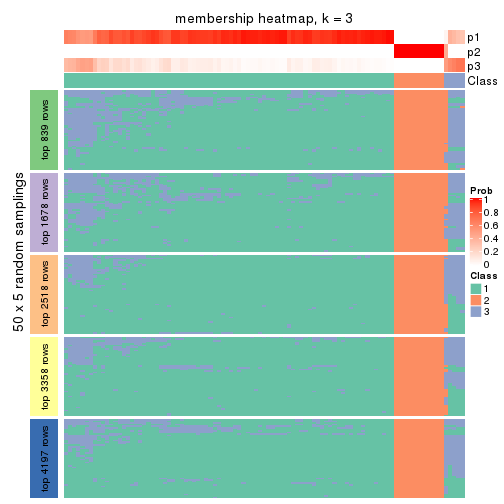 membership heatmap, k = 3
p1
p2
p3
Class
50 x 5 random samplings
top 839 rows
top 1678 rows
top 2518 rows
top 3358 rows
top 4197 rows
Prob
1
0.8
0.6
0.4
0.2
0
Class
1
2
3